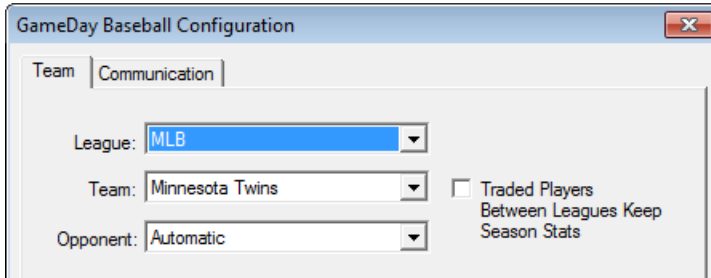 GameDay Baseball Configuration
Team
Communication
League: MLB
Team: Minnesota Twins
Traded Players
Between Leagues Keep
Season Stats
Opponent: Automatic